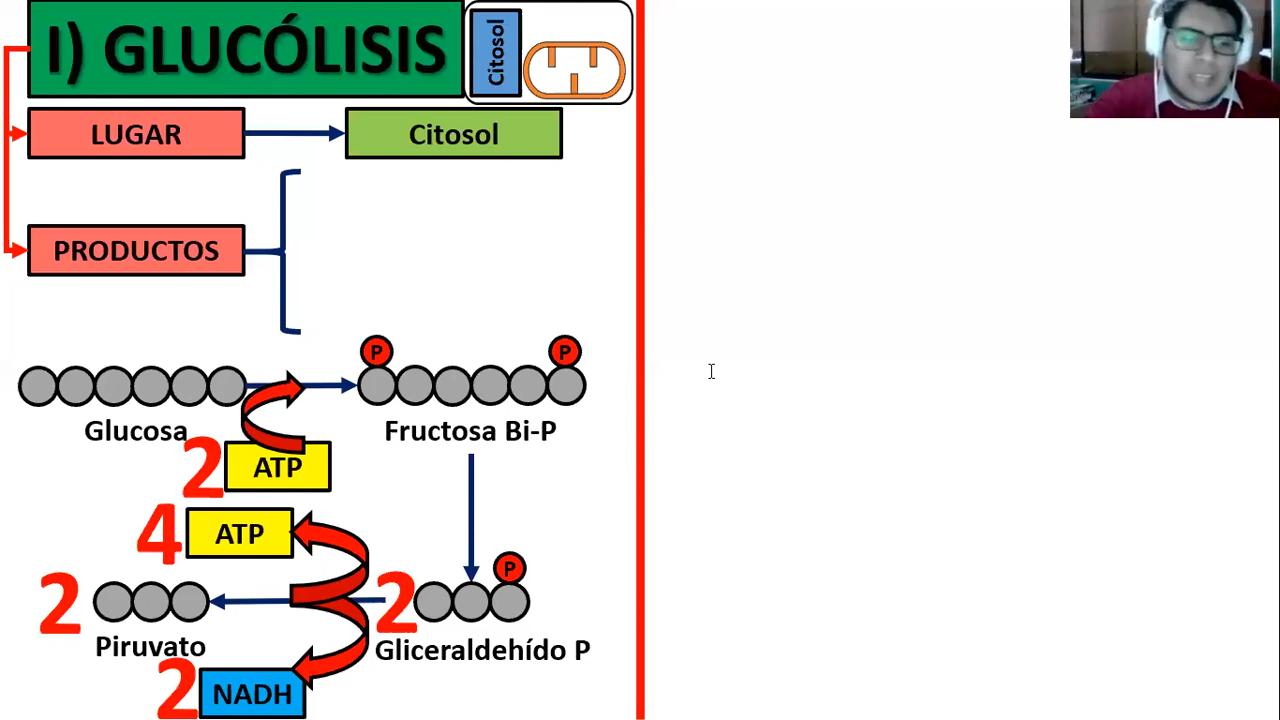 I) GLUCÓLISIS
Citosol
LUGAR
Citosol
PRODUCTOS
P
P
Glucosa
Fructosa Bi-P
2 ATP
4 ATP
P
2
2
Piruvato
Gliceraldehído P
2 NADH